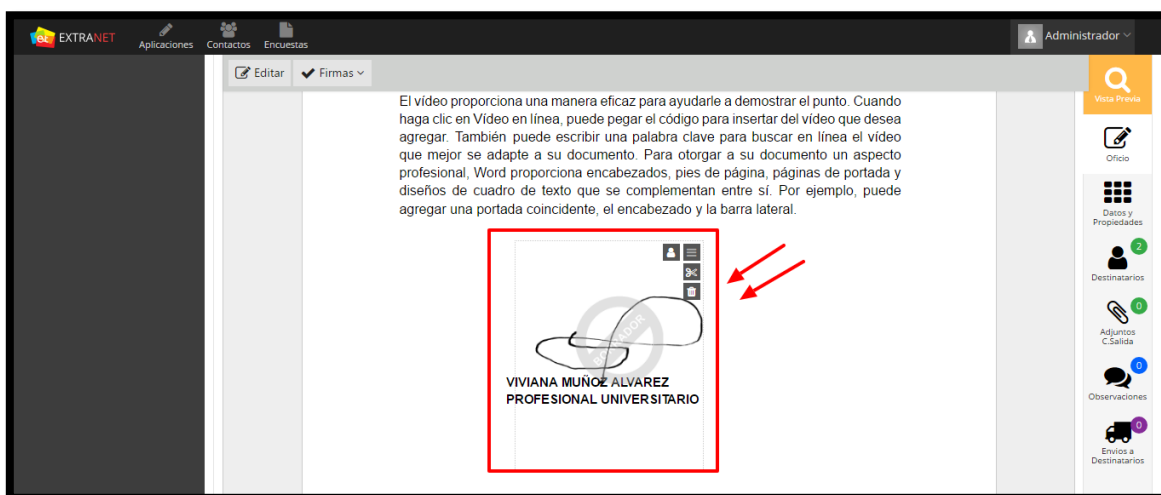 ec EXTRANET
Aplicaciones
Contactos
Encuestas
Administrador
Editar
Firmas
El vídeo proporciona una manera eficaz para ayudarle a demostrar el punto. Cuando
haga clic en Vídeo en línea, puede pegar el código para insertar del vídeo que desea
agregar. También puede escribir una palabra clave para buscar en línea el vídeo
que mejor se adapte a su documento. Para otorgar a su documento un aspecto
profesional, Word proporciona encabezados, pies de página, páginas de portada y
diseños de cuadro de texto que se complementan entre sí. Por ejemplo, puede
agregar una portada coincidente, el encabezado y la barra lateral.
BORRADOR
VIVIANA MUÑOZ ALVAREZ
PROFESIONAL UNIVERSITARIO
Vista Previa
Oficio
Datos y
Propiedades
2
Destinatarios
0
Adjuntos
C.Salida
0
Observaciones
0
Envios a
Destinatarios